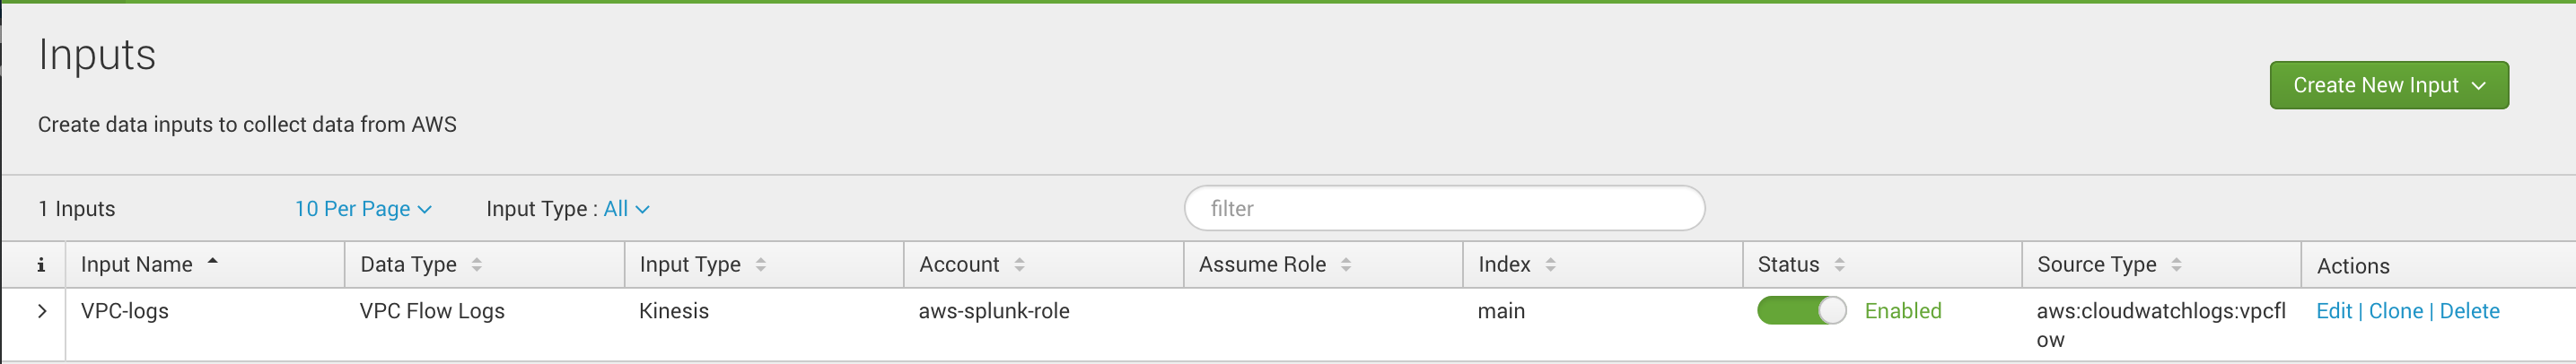 Inputs
Create New Input
Create data inputs to collect data from AWS
1 Inputs 10 Per Page Input Type : All filter
i Input Name Data Type Input Type Account Assume Role Index Status Source Type Actions
VPC-logs VPC Flow Logs Kinesis aws-splunk-role main Enabled aws:cloudwatchlogs:vpcfl Edit | Clone | Delete
ow